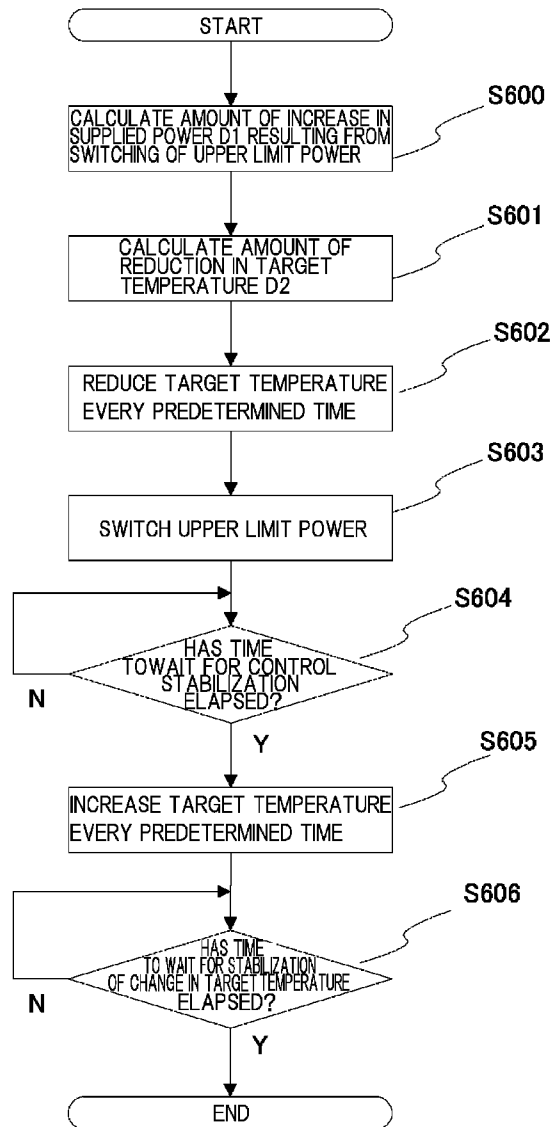 START
S600
CALCULATE AMOUNT OF INCREASE IN
SUPPLIED POWER D1 RESULTING FROM
SWITCHING OF UPPER LIMIT POWER
S601
CALCULATE AMOUNT OF
REDUCTION IN TARGET
TEMPERATURE D2
S602
REDUCE TARGET TEMPERATURE
EVERY PREDETERMINED TIME
S603
SWITCH UPPER LIMIT POWER
S604
HAS TIME
TOWAIT FOR CONTROL
STABILIZATION
ELAPSED?
N
Y
S605
INCREASE TARGET TEMPERATURE
EVERY PREDETERMINED TIME
S606
HAS TIME
TO WAIT FOR STABILIZATION
OF CHANGE IN TARGET TEMPERATURE
ELAPSED?
N
Y
END